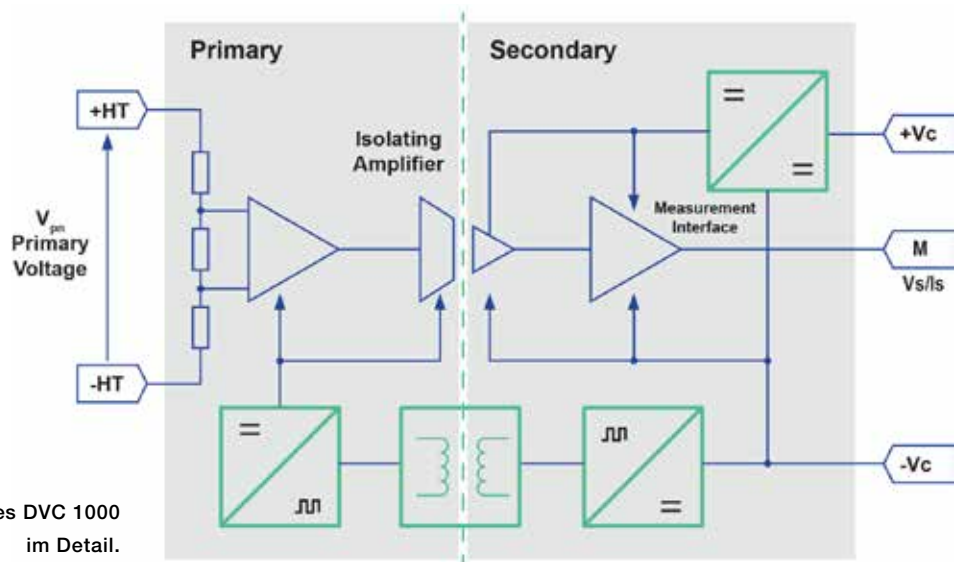 Primary
Secondary
+HT
Isolating
Amplifier
+Vc
V_pn
Primary
Voltage
Measurement
Interface
M
Vs/Is
-HT
-Vc
es DVC 1000
im Detail.